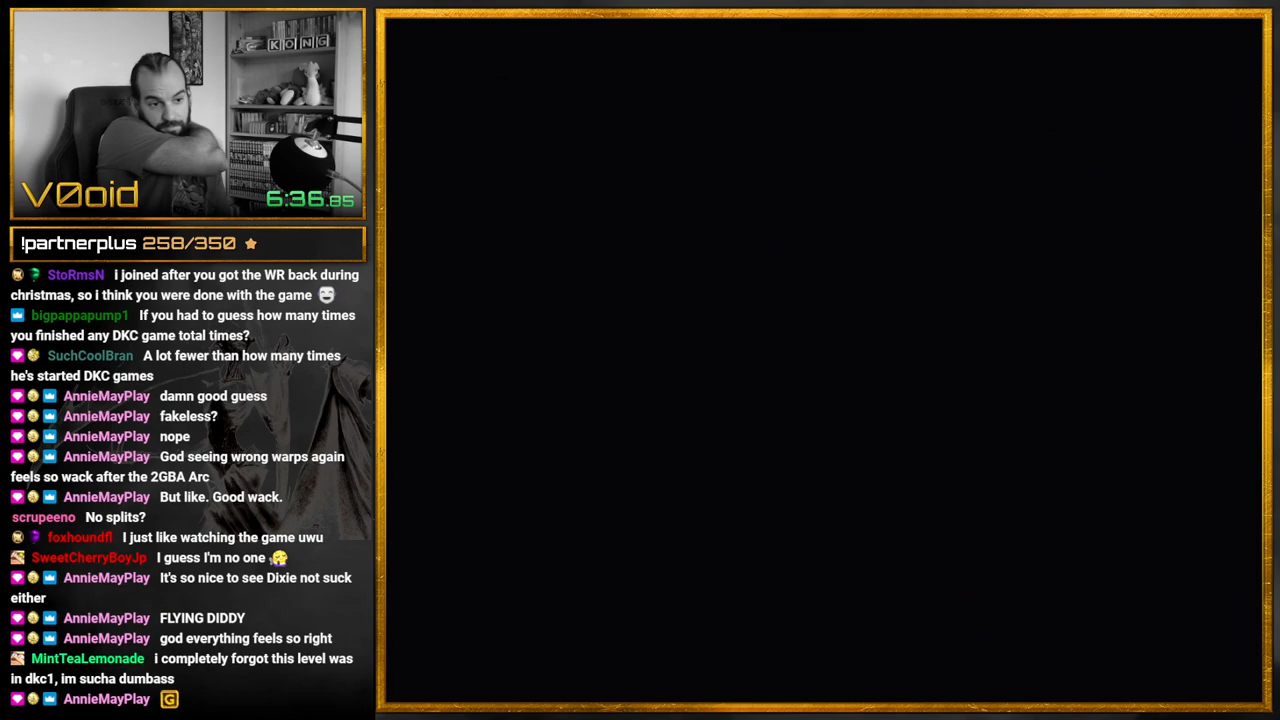 KONG
V0oid
6:36.85
!partnerplus 258/350
StoRmsN i joined after you got the WR back during
christmas, so i think you were done with the game
bigpappapump1 If you had to guess how many times
you finished any DKC game total times?
SuchCoolBran A lot fewer than how many times
he's started DKC games
AnnieMayPlay damn good guess
AnnieMayPlay fakeless?
AnnieMayPlay nope
AnnieMayPlay God seeing wrong warps again
feels so wack after the 2GBA Arc
AnnieMayPlay But like. Good wack.
scrupeeno No splits?
foxhoundfl I just like watching the game uwu
SweetCherryBoyJp I guess I'm no one
AnnieMayPlay It's so nice to see Dixie not suck
either
AnnieMayPlay FLYING DIDDY
AnnieMayPlay god everything feels so right
MintTeaLemonade i completely forgot this level was
in dkc1, im sucha dumbass
AnnieMayPlay G